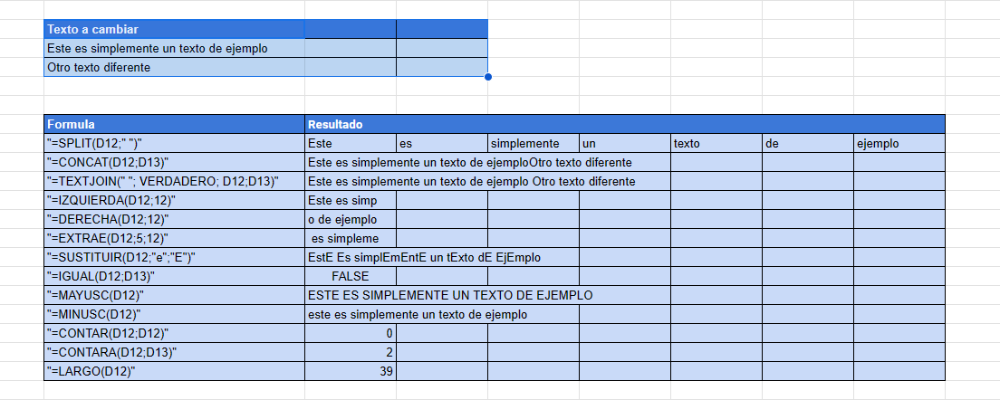 Texto a cambiar
Este es simplemente un texto de ejemplo
Otro texto diferente
Formula Resultado
"=SPLIT(D12;" ")" Este es simplemente un texto de ejemplo
"=CONCAT(D12;D13)" Este es simplemente un texto de ejemploOtro texto diferente
"=TEXTJOIN(" "; VERDADERO; D12;D13)" Este es simplemente un texto de ejemplo Otro texto diferente
"=IZQUIERDA(D12;12)" Este es simp
"=DERECHA(D12;12)" o de ejemplo
"=EXTRAE(D12;5;12)" es simpleme
"=SUSTITUIR(D12;"e";"E")" EstE Es simplEmEntE un tExto dE EjEmplo
"=IGUAL(D12;D13)" FALSE
"=MAYUSC(D12)" ESTE ES SIMPLEMENTE UN TEXTO DE EJEMPLO
"=MINUSC(D12)" este es simplemente un texto de ejemplo
"=CONTAR(D12;D12)" 0
"=CONTARA(D12;D13)" 2
"=LARGO(D12)" 39